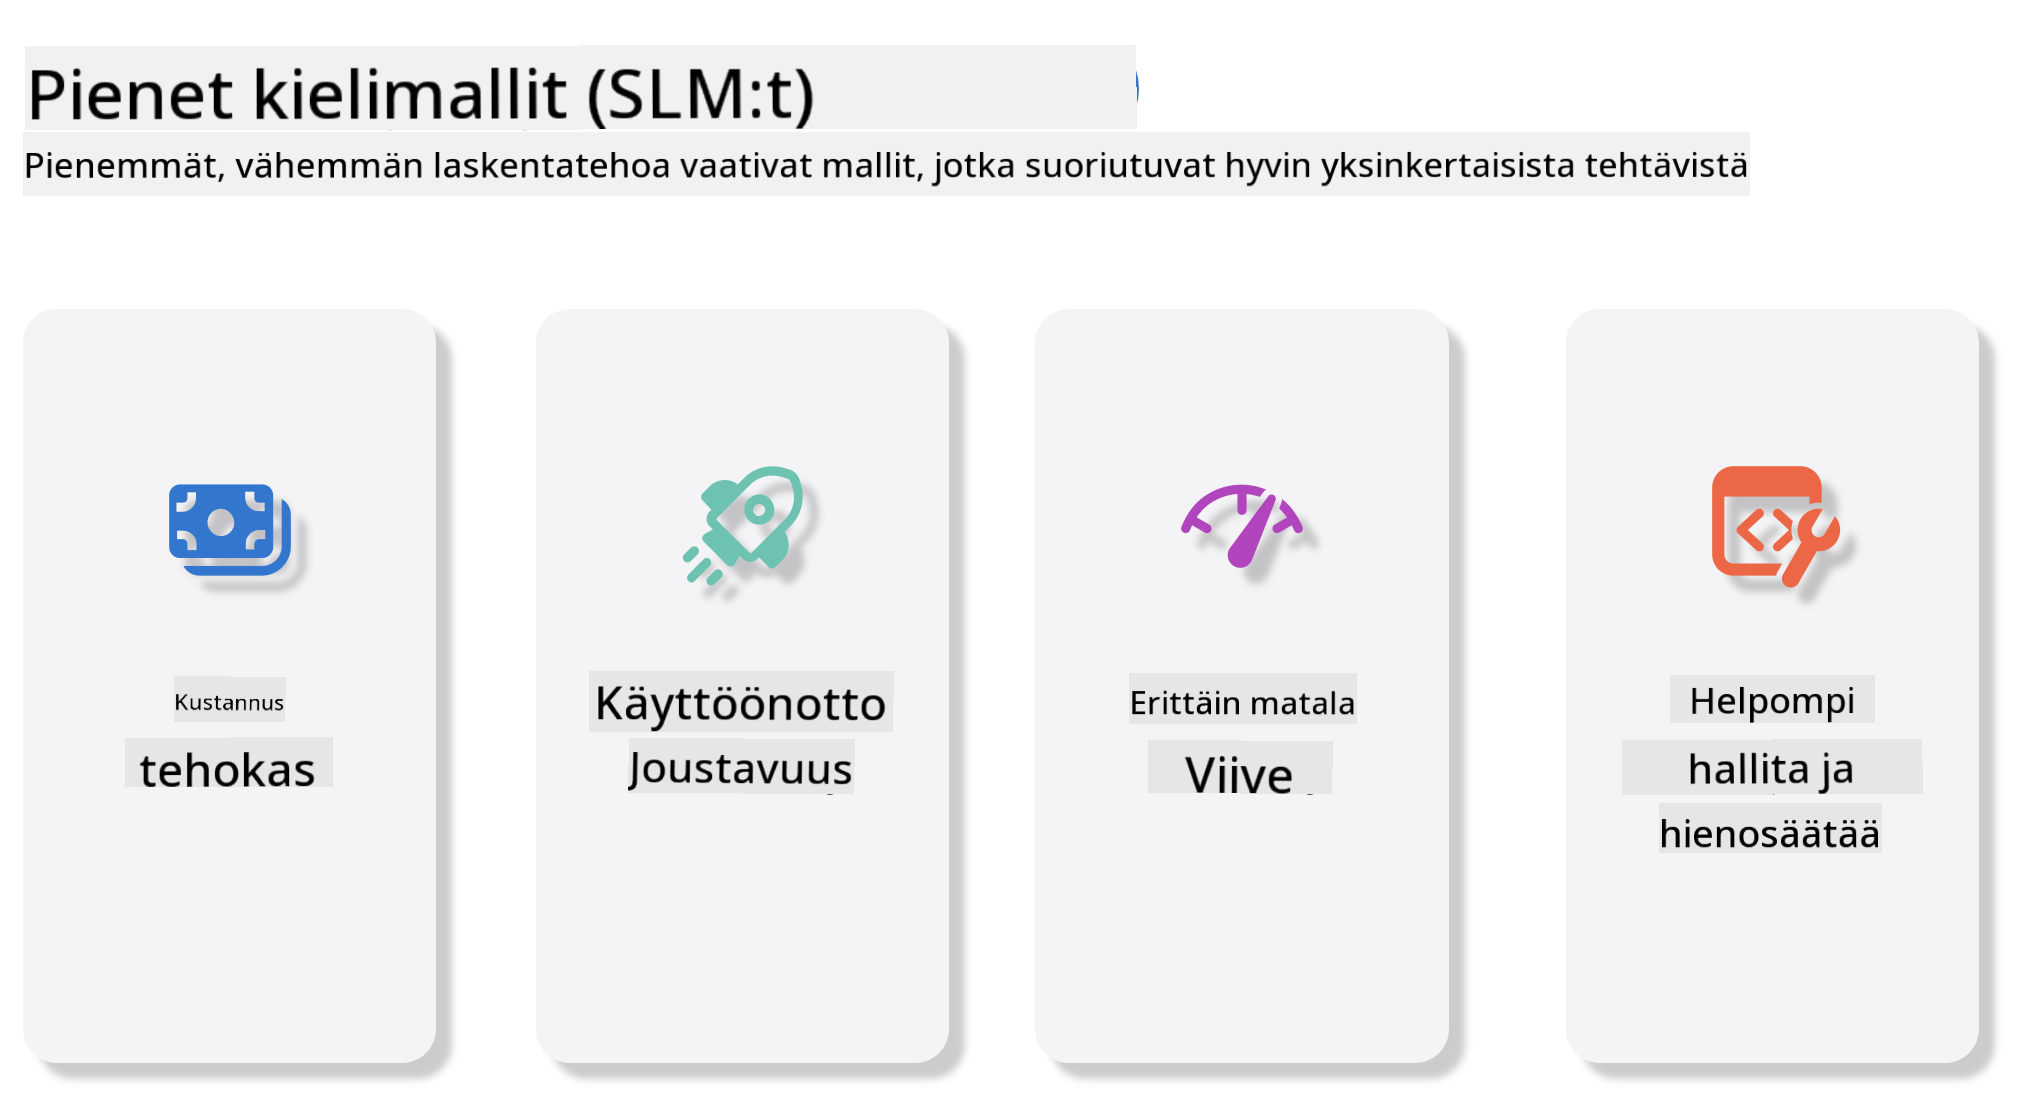 Pienet kielimallit (SLM:t)
Pienemmät, vähemmän laskentatehoa vaativat mallit, jotka suoriutuvat hyvin yksinkertaisista tehtävistä
Kustannus
tehokas
Käyttöönotto
Joustavuus
Erittäin matala
Viive
Helpompi
hallita ja
hienosäätää